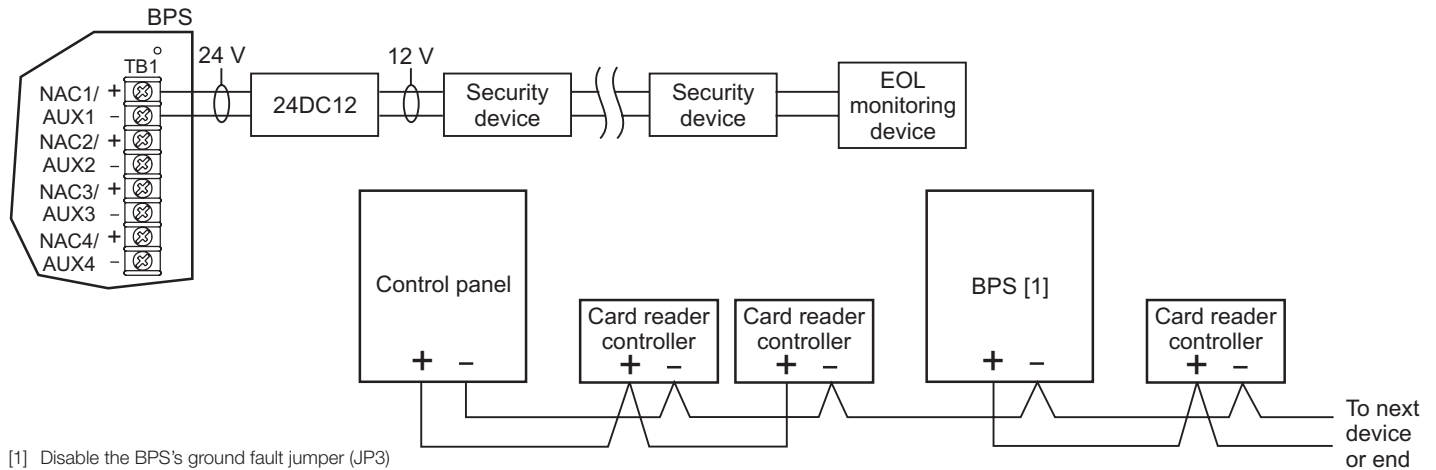 BPS
TB1
24 V
12 V
NAC1/ +
AUX1 –
NAC2/ +
AUX2 –
NAC3/ +
AUX3 –
NAC4/ +
AUX4 –
24DC12
Security
device
Security
device
EOL
monitoring
device
Control panel
+ –
Card reader
controller
+ –
Card reader
controller
+ –
BPS [1]
+ –
Card reader
controller
+ –
To next
device
or end
[1] Disable the BPS's ground fault jumper (JP3)